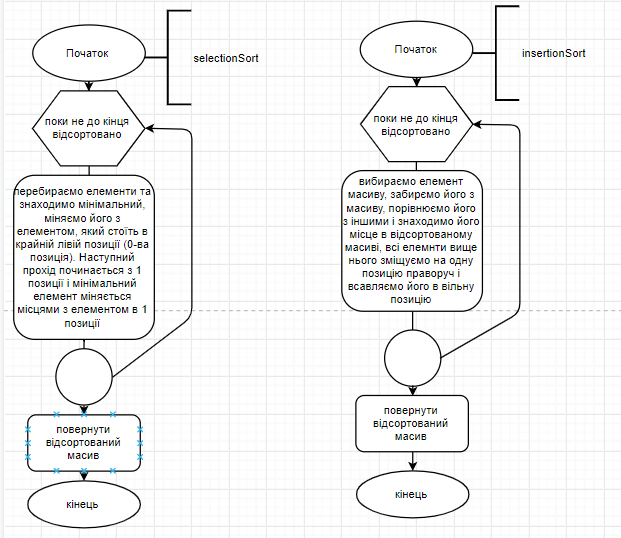 Початок
selectionSort
поки не до кінця
відсортовано
перебираємо елементи та
знаходимо мінімальний,
міняємо його з
елементом, який стоїть в
крайній лівій позиції (0-ва
позиція). Наступний
прохід починається з 1
позиції і мінімальний
елемент міняється
місцями з елементом в 1
позиції
повернути
відсортований
масив
кінець
Початок
insertionSort
поки не до кінця
відсортовано
вибираємо елемент
масиву, забираємо його з
масиву, порівнюємо його
з іншими і знаходимо його
місце в відсортованому
масиві, всі елемнти вище
нього зміщуємо на одну
позицію праворуч і
всавляємо його в вільну
позицію
повернути
відсортований
масив
кінець